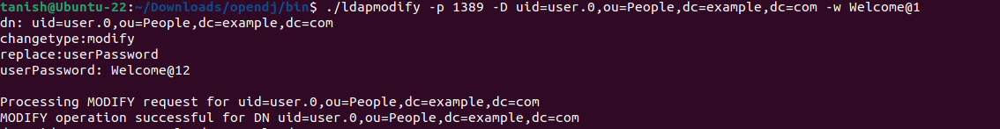 tanish@Ubuntu-22:~/Downloads/opendj/bin$ ./ldapmodify -p 1389 -D uid=user.0,ou=People,dc=example,dc=com -w Welcome@1
dn: uid=user.0,ou=People,dc=example,dc=com
changetype:modify
replace:userPassword
userPassword: Welcome@12
Processing MODIFY request for uid=user.0,ou=People,dc=example,dc=com
MODIFY operation successful for DN uid=user.0,ou=People,dc=example,dc=com